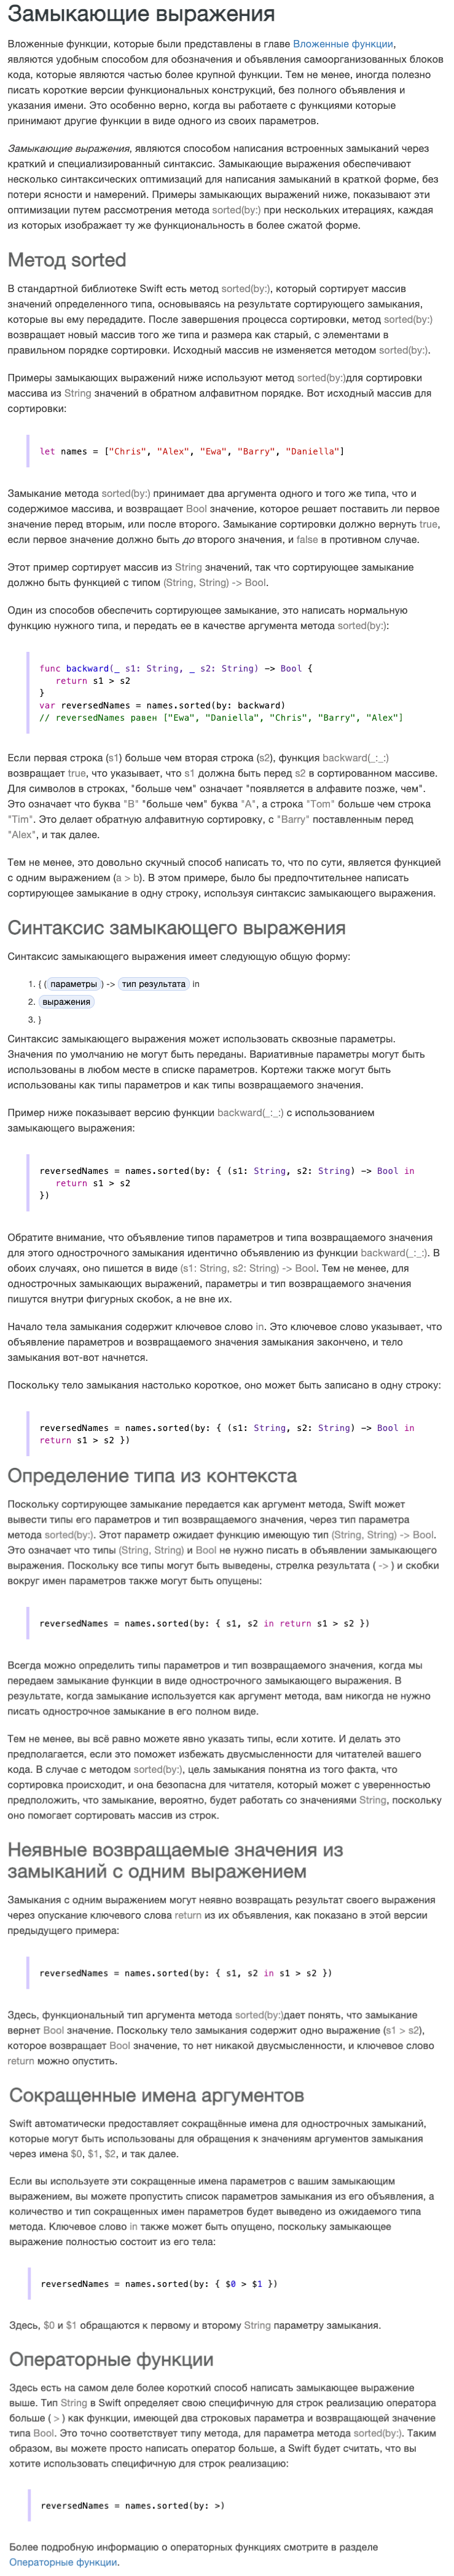 Замыкающие выражения
Вложенные функции, которые были представлены в главе Вложенные функции,
являются удобным способом для обозначения и объявления самоорганизованных блоков
кода, которые являются частью более крупной функции. Тем не менее, иногда полезно
писать короткие версии функциональных конструкций, без полного объявления и
указания имени. Это особенно верно, когда вы работаете с функциями которые
принимают другие функции в виде одного из своих параметров.
Замыкающие выражения, являются способом написания встроенных замыканий через
краткий и специализированный синтаксис. Замыкающие выражения обеспечивают
несколько синтаксических оптимизаций для написания замыканий в краткой форме, без
потери ясности и намерений. Примеры замыкающих выражений ниже, показывают эти
оптимизации путем рассмотрения метода sorted(by:) при нескольких итерациях, каждая
из которых изображает ту же функциональность в более сжатой форме.
Метод sorted
В стандартной библиотеке Swift есть метод sorted(by:), который сортирует массив
значений определенного типа, основываясь на результате сортирующего замыкания,
которые вы ему передадите. После завершения процесса сортировки, метод sorted(by:)
возвращает новый массив того же типа и размера как старый, с элементами в
правильном порядке сортировки. Исходный массив не изменяется методом sorted(by:).
Примеры замыкающих выражений ниже используют метод sorted(by:)для сортировки
массива из String значений в обратном алфавитном порядке. Вот исходный массив для
сортировки:
let names = ["Chris", "Alex", "Ewa", "Barry", "Daniella"]
Замыкание метода sorted(by:) принимает два аргумента одного и того же типа, что и
содержимое массива, и возвращает Bool значение, которое решает поставить ли первое
значение перед вторым, или после второго. Замыкание сортировки должно вернуть true,
если первое значение должно быть до второго значения, и false в противном случае.
Этот пример сортирует массив из String значений, так что сортирующее замыкание
должно быть функцией с типом (String, String) -> Bool.
Один из способов обеспечить сортирующее замыкание, это написать нормальную
функцию нужного типа, и передать ее в качестве аргумента метода sorted(by:):
func backward(_ s1: String, _ s2: String) -> Bool {
return s1 > s2
}
var reversedNames = names.sorted(by: backward)
// reversedNames равен ["Ewa", "Daniella", "Chris", "Barry", "Alex"]
Если первая строка (s1) больше чем вторая строка (s2), функция backward(_:_:)
возвращает true, что указывает, что s1 должна быть перед s2 в сортированном массиве.
Для символов в строках, "больше чем" означает "появляется в алфавите позже, чем".
Это означает что буква "B" "больше чем" буква "A", а строка "Tom" больше чем строка
"Tim". Это делает обратную алфавитную сортировку, с "Barry" поставленным перед
"Alex", и так далее.
Тем не менее, это довольно скучный способ написать то, что по сути, является функцией
с одним выражением (a > b). В этом примере, было бы предпочтительнее написать
сортирующее замыкание в одну строку, используя синтаксис замыкающего выражения.
Синтаксис замыкающего выражения
Синтаксис замыкающего выражения имеет следующую общую форму:
1. { (параметры) -> тип результата in
2. выражения
3. }
Синтаксис замыкающего выражения может использовать сквозные параметры.
Значения по умолчанию не могут быть переданы. Вариативные параметры могут быть
использованы в любом месте в списке параметров. Кортежи также могут быть
использованы как типы параметров и как типы возвращаемого значения.
Пример ниже показывает версию функции backward(_:_:) с использованием
замыкающего выражения:
reversedNames = names.sorted(by: { (s1: String, s2: String) -> Bool in
return s1 > s2
})
Обратите внимание, что объявление типов параметров и типа возвращаемого значения
для этого однострочного замыкания идентично объявлению из функции backward(_:_:). В
обоих случаях, оно пишется в виде (s1: String, s2: String) -> Bool. Тем не менее, для
однострочных замыкающих выражений, параметры и тип возвращаемого значения
пишутся внутри фигурных скобок, а не вне их.
Начало тела замыкания содержит ключевое слово in. Это ключевое слово указывает, что
объявление параметров и возвращаемого значения замыкания закончено, и тело
замыкания вот-вот начнется.
Поскольку тело замыкания настолько короткое, оно может быть записано в одну строку:
reversedNames = names.sorted(by: { (s1: String, s2: String) -> Bool in
return s1 > s2 })
Определение типа из контекста
Поскольку сортирующее замыкание передается как аргумент метода, Swift может
вывести типы его параметров и тип возвращаемого значения, через тип параметра
метода sorted(by:). Этот параметр ожидает функцию имеющую тип (String, String) -> Bool.
Это означает что типы (String, String) и Bool не нужно писать в объявлении замыкающего
выражения. Поскольку все типы могут быть выведены, стрелка результата ( -> ) и скобки
вокруг имен параметров также могут быть опущены:
reversedNames = names.sorted(by: { s1, s2 in return s1 > s2 })
Всегда можно определить типы параметров и тип возвращаемого значения, когда мы
передаем замыкание функции в виде однострочного замыкающего выражения. В
результате, когда замыкание используется как аргумент метода, вам никогда не нужно
писать однострочное замыкание в его полном виде.
Тем не менее, вы всё равно можете явно указать типы, если хотите. И делать это
предполагается, если это поможет избежать двусмысленности для читателей вашего
кода. В случае с методом sorted(by:), цель замыкания понятна из того факта, что
сортировка происходит, и она безопасна для читателя, который может с уверенностью
предположить, что замыкание, вероятно, будет работать со значениями String, поскольку
оно помогает сортировать массив из строк.
Неявные возвращаемые значения из
замыканий с одним выражением
Замыкания с одним выражением могут неявно возвращать результат своего выражения
через опускание ключевого слова return из их объявления, как показано в этой версии
предыдущего примера:
reversedNames = names.sorted(by: { s1, s2 in s1 > s2 })
Здесь, функциональный тип аргумента метода sorted(by:)дает понять, что замыкание
вернет Bool значение. Поскольку тело замыкания содержит одно выражение (s1 > s2),
которое возвращает Bool значение, то нет никакой двусмысленности, и ключевое слово
return можно опустить.
Сокращенные имена аргументов
Swift автоматически предоставляет сокращённые имена для однострочных замыканий,
которые могут быть использованы для обращения к значениям аргументов замыкания
через имена $0, $1, $2, и так далее.
Если вы используете эти сокращенные имена параметров с вашим замыкающим
выражением, вы можете пропустить список параметров замыкания из его объявления, а
количество и тип сокращенных имен параметров будет выведено из ожидаемого типа
метода. Ключевое слово in также может быть опущено, поскольку замыкающее
выражение полностью состоит из его тела:
reversedNames = names.sorted(by: { $0 > $1 })
Здесь, $0 и $1 обращаются к первому и второму String параметру замыкания.
Операторные функции
Здесь есть на самом деле более короткий способ написать замыкающее выражение
выше. Тип String в Swift определяет свою специфичную для строк реализацию оператора
больше ( > ) как функции, имеющей два строковых параметра и возвращающей значение
типа Bool. Это точно соответствует типу метода, для параметра метода sorted(by:). Таким
образом, вы можете просто написать оператор больше, а Swift будет считать, что вы
хотите использовать специфичную для строк реализацию:
reversedNames = names.sorted(by: >)
Более подробную информацию о операторных функциях смотрите в разделе
Операторные функции.